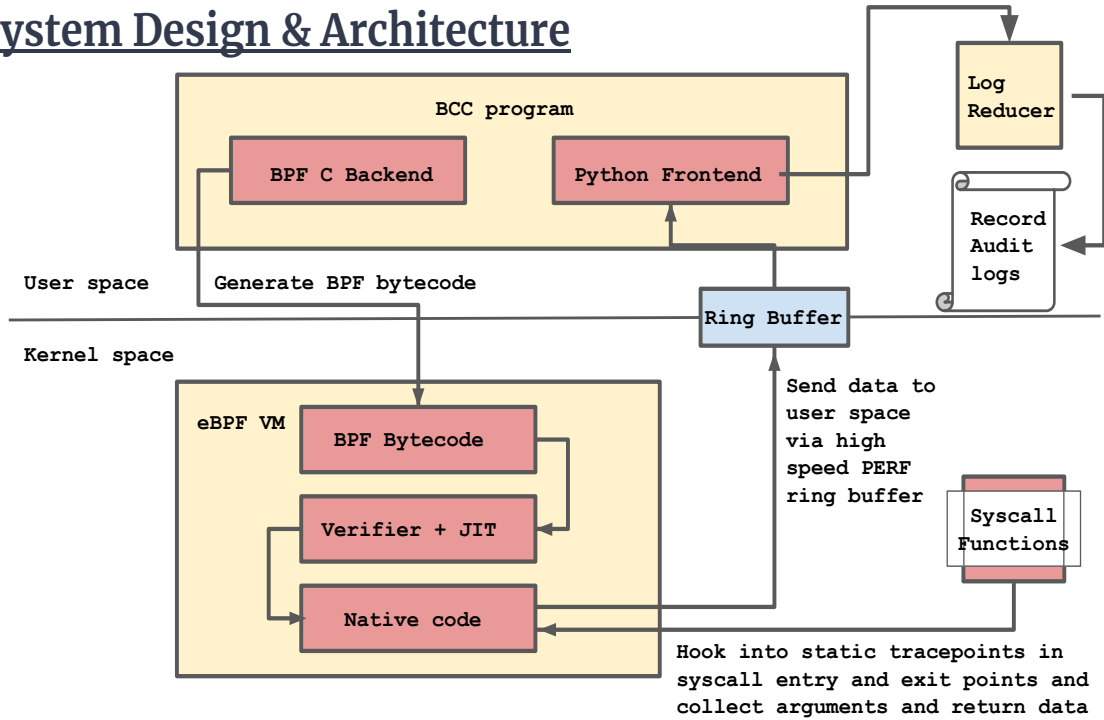 ystem Design & Architecture
BCC program
BPF C Backend
Python Frontend
Log
Reducer
Record
Audit
logs
User space
Generate BPF bytecode
Ring Buffer
Kernel space
eBPF VM
BPF Bytecode
Verifier + JIT
Native code
Send data to
user space
via high
speed PERF
ring buffer
Syscall
Functions
Hook into static tracepoints in
syscall entry and exit points and
collect arguments and return data